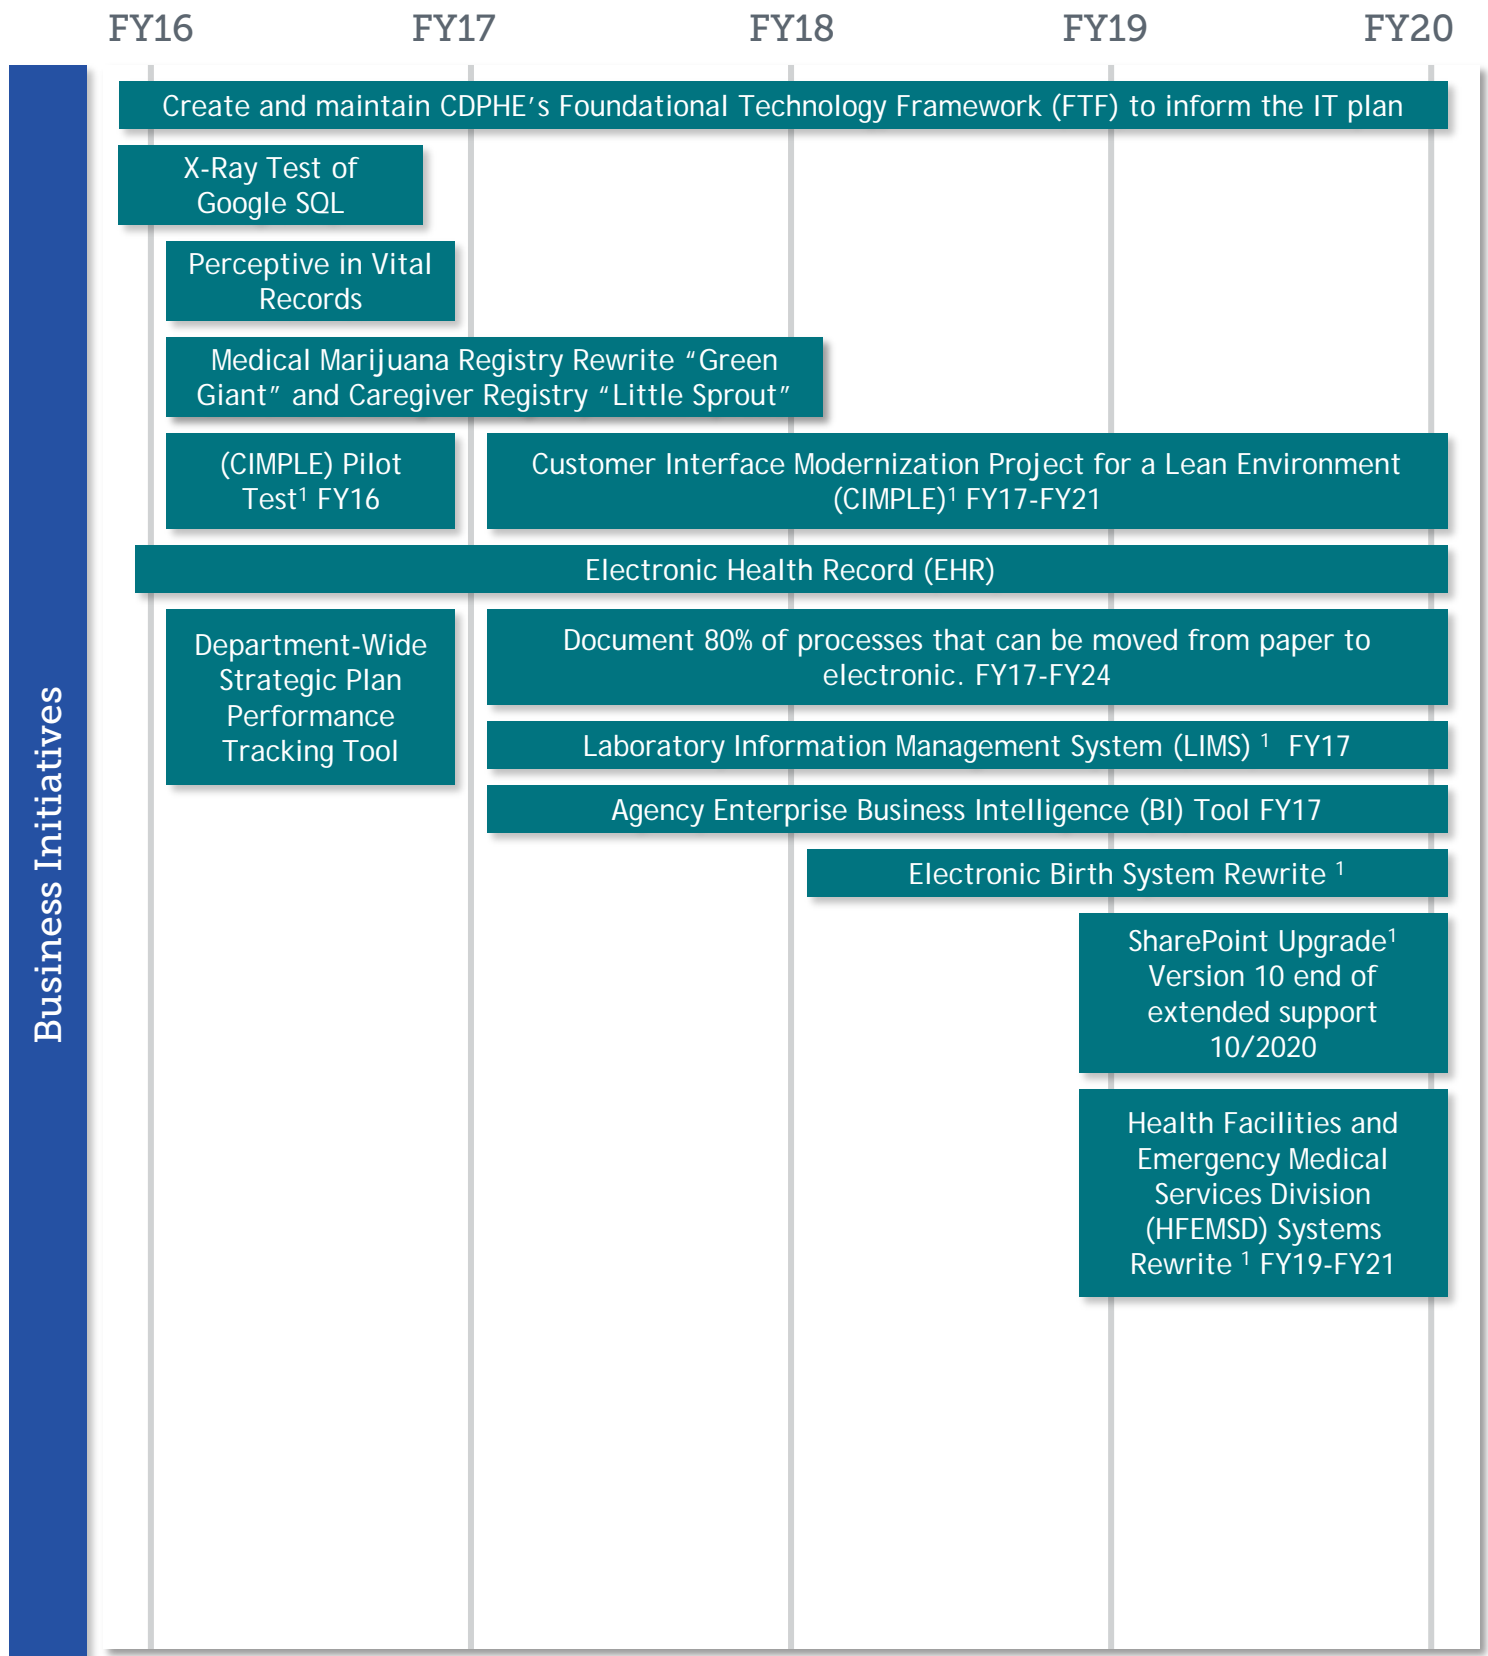 FY16 FY17 FY18 FY19 FY20
Business Initiatives
Create and maintain CDPHE’s Foundational Technology Framework (FTF) to inform the IT plan
X-Ray Test of
Google SQL
Perceptive in Vital
Records
Medical Marijuana Registry Rewrite “Green
Giant” and Caregiver Registry “Little Sprout”
(CIMPLE) Pilot
Test¹ FY16
Customer Interface Modernization Project for a Lean Environment
(CIMPLE)¹ FY17-FY21
Electronic Health Record (EHR)
Department-Wide
Strategic Plan
Performance
Tracking Tool
Document 80% of processes that can be moved from paper to
electronic. FY17-FY24
Laboratory Information Management System (LIMS) ¹ FY17
Agency Enterprise Business Intelligence (BI) Tool FY17
Electronic Birth System Rewrite ¹
SharePoint Upgrade¹
Version 10 end of
extended support
10/2020
Health Facilities and
Emergency Medical
Services Division
(HFEMSD) Systems
Rewrite ¹ FY19-FY21